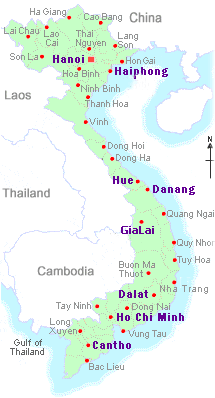 Ha Giang
Cao Bang
China
Lai Chau
Lao
Cai
Thai
Nguyen
Lang
Son
Son La
Hanoi
Hon Gai
Hoa Binh
Haiphong
Ninh Binh
Thanh Hoa
Laos
Vinh
Dong Hoi
Dong Ha
N
Thailand
Hue
Danang
Quang Ngai
GiaLai
Quy Nhon
Cambodia
Buon Ma
Thuot
Tuy Hoa
Nha Trang
Dalat
Tay Ninh
Dong Nai
Long
Xuyen
Ho Chi Minh
Vung Tau
Gulf of
Thailand
Cantho
Bac Lieu